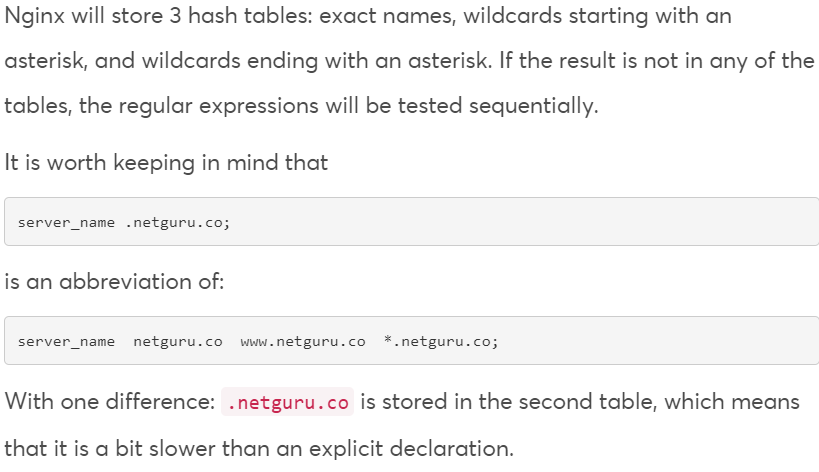 Nginx will store 3 hash tables: exact names, wildcards starting with an
asterisk, and wildcards ending with an asterisk. If the result is not in any of the
tables, the regular expressions will be tested sequentially.
It is worth keeping in mind that
server_name .netguru.co;
is an abbreviation of:
server_name  netguru.co  www.netguru.co  *.netguru.co;
With one difference: .netguru.co is stored in the second table, which means
that it is a bit slower than an explicit declaration.